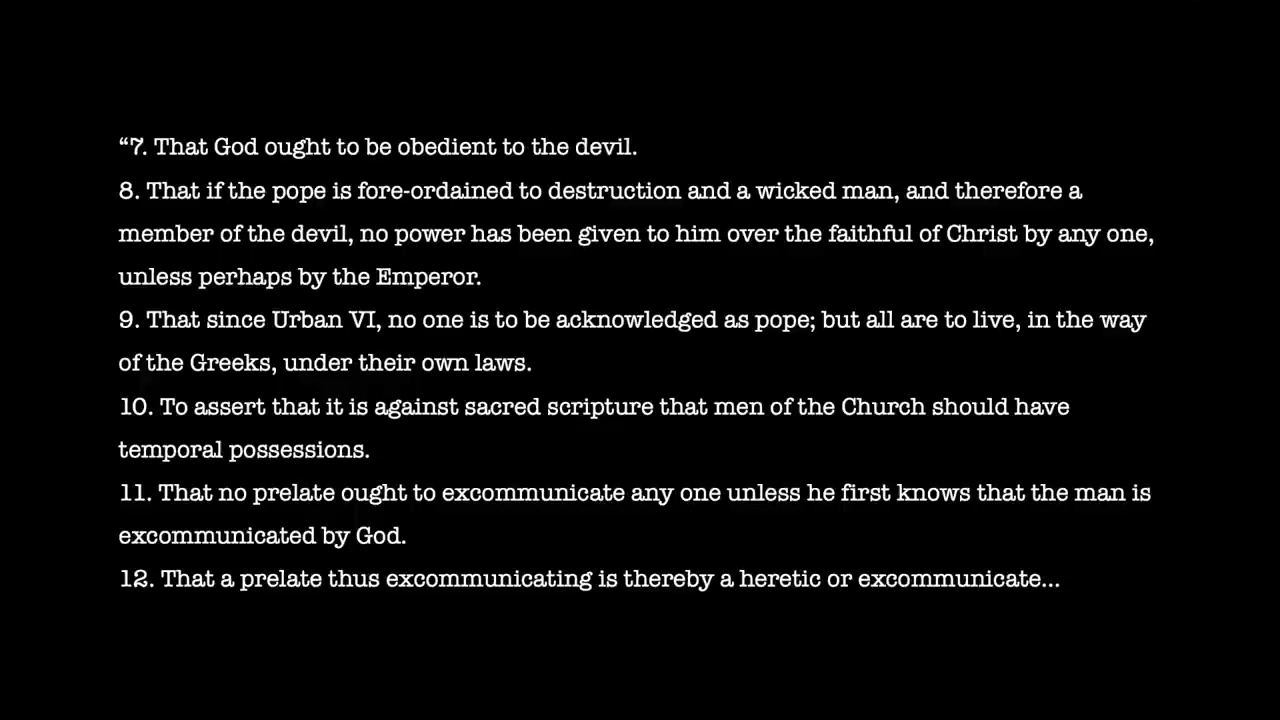 “7. That God ought to be obedient to the devil.
8. That if the pope is fore-ordained to destruction and a wicked man, and therefore a
member of the devil, no power has been given to him over the faithful of Christ by any one,
unless perhaps by the Emperor.
9. That since Urban VI, no one is to be acknowledged as pope; but all are to live, in the way
of the Greeks, under their own laws.
10. To assert that it is against sacred scripture that men of the Church should have
temporal possessions.
11. That no prelate ought to excommunicate any one unless he first knows that the man is
excommunicated by God.
12. That a prelate thus excommunicating is thereby a heretic or excommunicate...